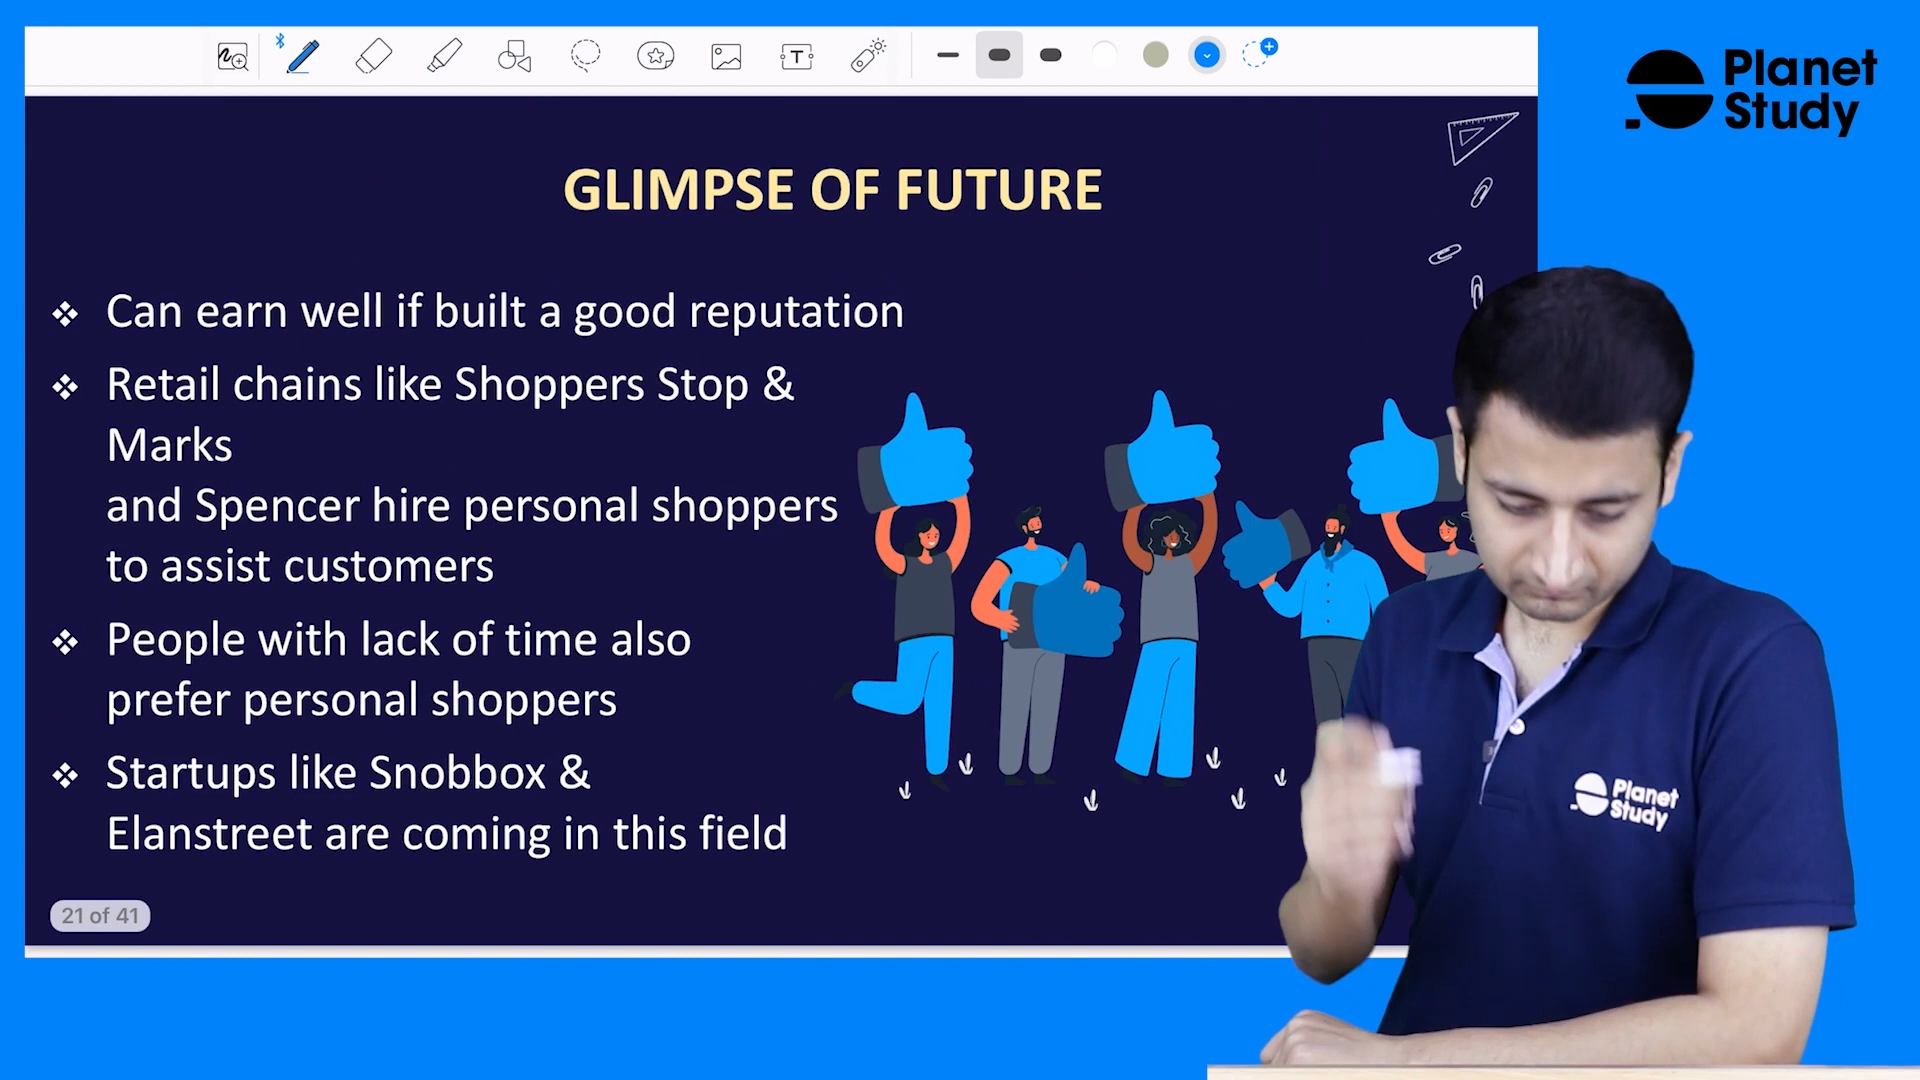 Planet
Study
GLIMPSE OF FUTURE
❖ Can earn well if built a good reputation
❖ Retail chains like Shoppers Stop &
Marks
and Spencer hire personal shoppers
to assist customers
❖ People with lack of time also
prefer personal shoppers
❖ Startups like Snobbox &
Elanstreet are coming in this field
21 of 41
Planet
Study
T